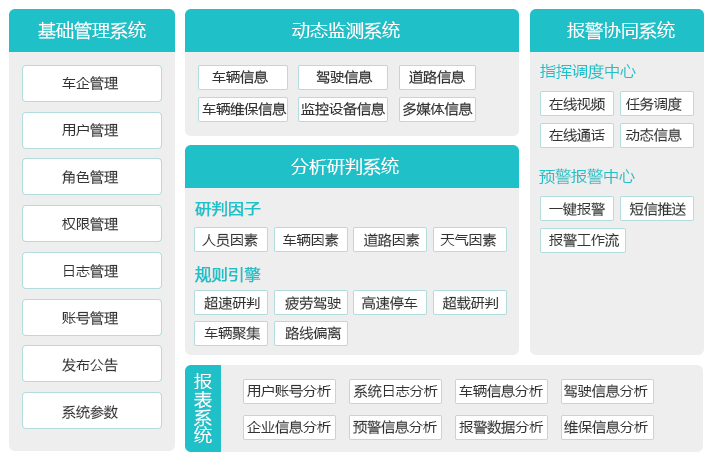 基础管理系统
车企管理
用户管理
角色管理
权限管理
日志管理
账号管理
发布公告
系统参数
动态监测系统
车辆信息 驾驶信息 道路信息
车辆维保信息 监控设备信息 多媒体信息
分析研判系统
研判因子
人员因素 车辆因素 道路因素 天气因素
规则引擎
超速研判 疲劳驾驶 高速停车 超载研判
车辆聚集 路线偏离
报警协同系统
指挥调度中心
在线视频 任务调度
在线通话 动态信息
预警报警中心
一键报警 短信推送
报警工作流
报表系统
用户账号分析 系统日志分析 车辆信息分析 驾驶信息分析
企业信息分析 预警信息分析 报警数据分析 维保信息分析